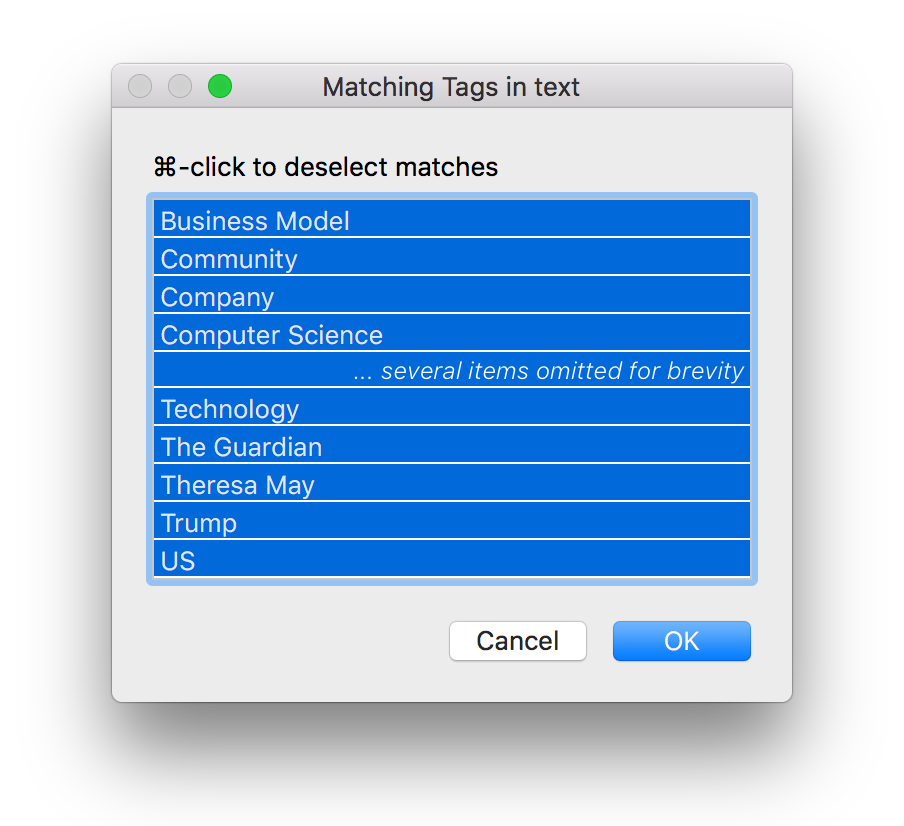 Matching Tags in text
⌘-click to deselect matches
Business Model
Community
Company
Computer Science
... several items omitted for brevity
Technology
The Guardian
Theresa May
Trump
US
Cancel OK